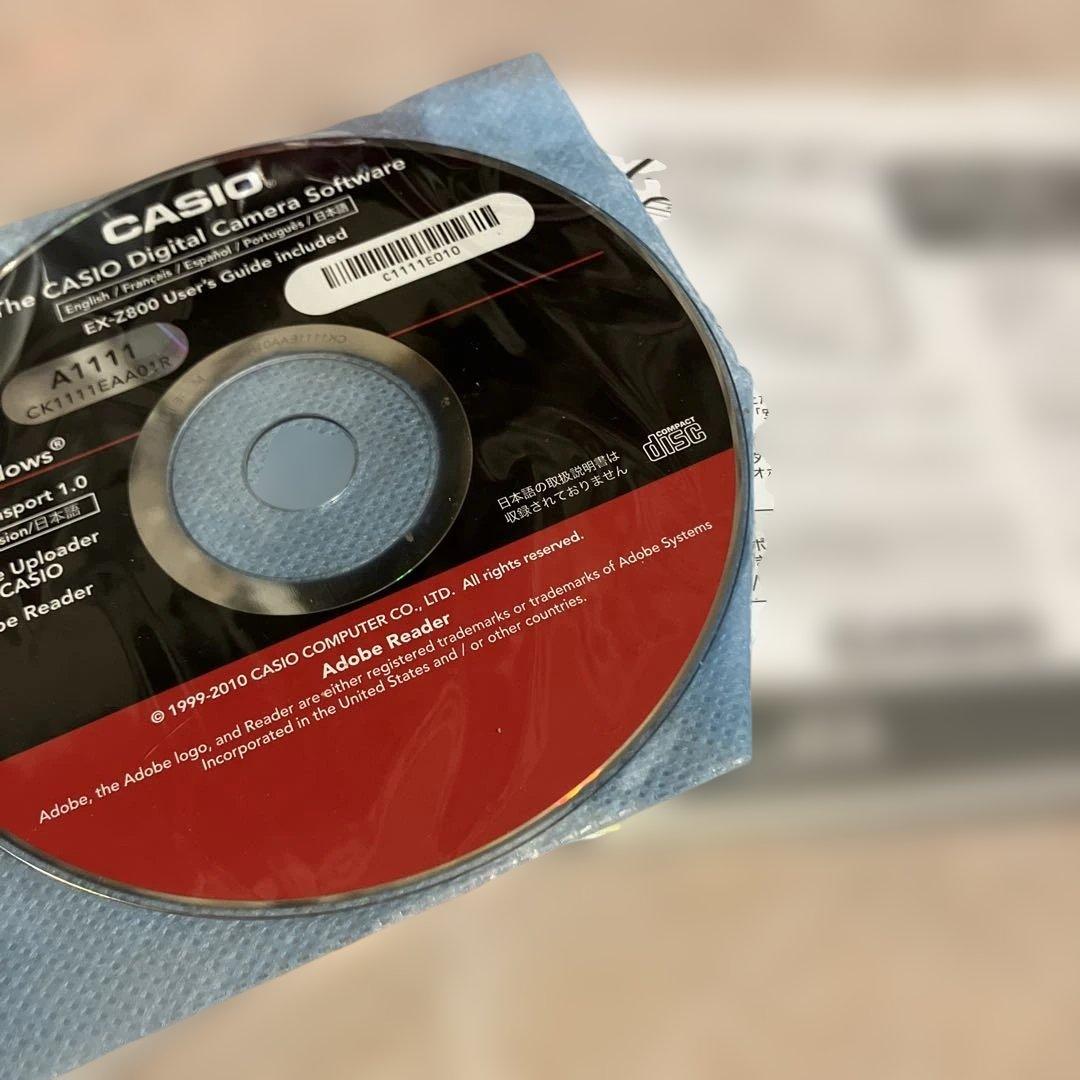 CASIO®
The CASIO Digital Camera Software
English / Français / Español / Português / 日本語
EX-Z800 User's Guide included
C1111E010
A1111
CK1111EAA01R
dows®
nsport 1.0
sion/日本語
e Uploader
CASIO
be Reader
COMPACT
disc
日本語の取扱説明書は
収録されておりません
© 1999-2010 CASIO COMPUTER CO., LTD. All rights reserved.
Adobe Reader
Adobe, the Adobe logo, and Reader are either registered trademarks or trademarks of Adobe Systems
Incorporated in the United States and / or other countries.